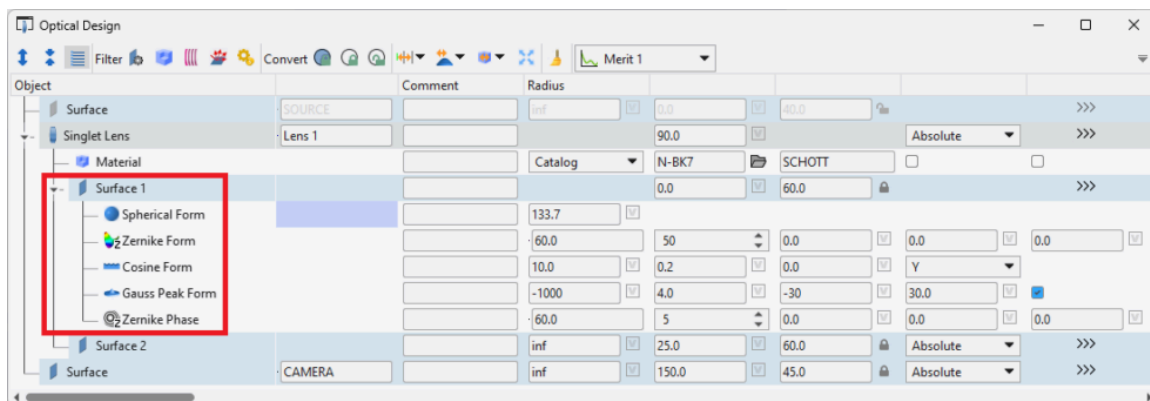 Optical Design
Filter Convert Merit 1
Object Comment Radius
Surface SOURCE inf 0.0 40.0 >>>
Singlet Lens Lens 1 90.0 Absolute >>>
Material Catalog N-BK7 SCHOTT
Surface 1 0.0 60.0 >>>
Spherical Form 133.7
Zernike Form 60.0 50 0.0 0.0 0.0
Cosine Form 10.0 0.2 0.0 Y
Gauss Peak Form -1000 4.0 -30 30.0
Zernike Phase 60.0 5 0.0 0.0 0.0
Surface 2 inf 25.0 60.0 Absolute >>>
Surface CAMERA inf 150.0 45.0 Absolute >>>